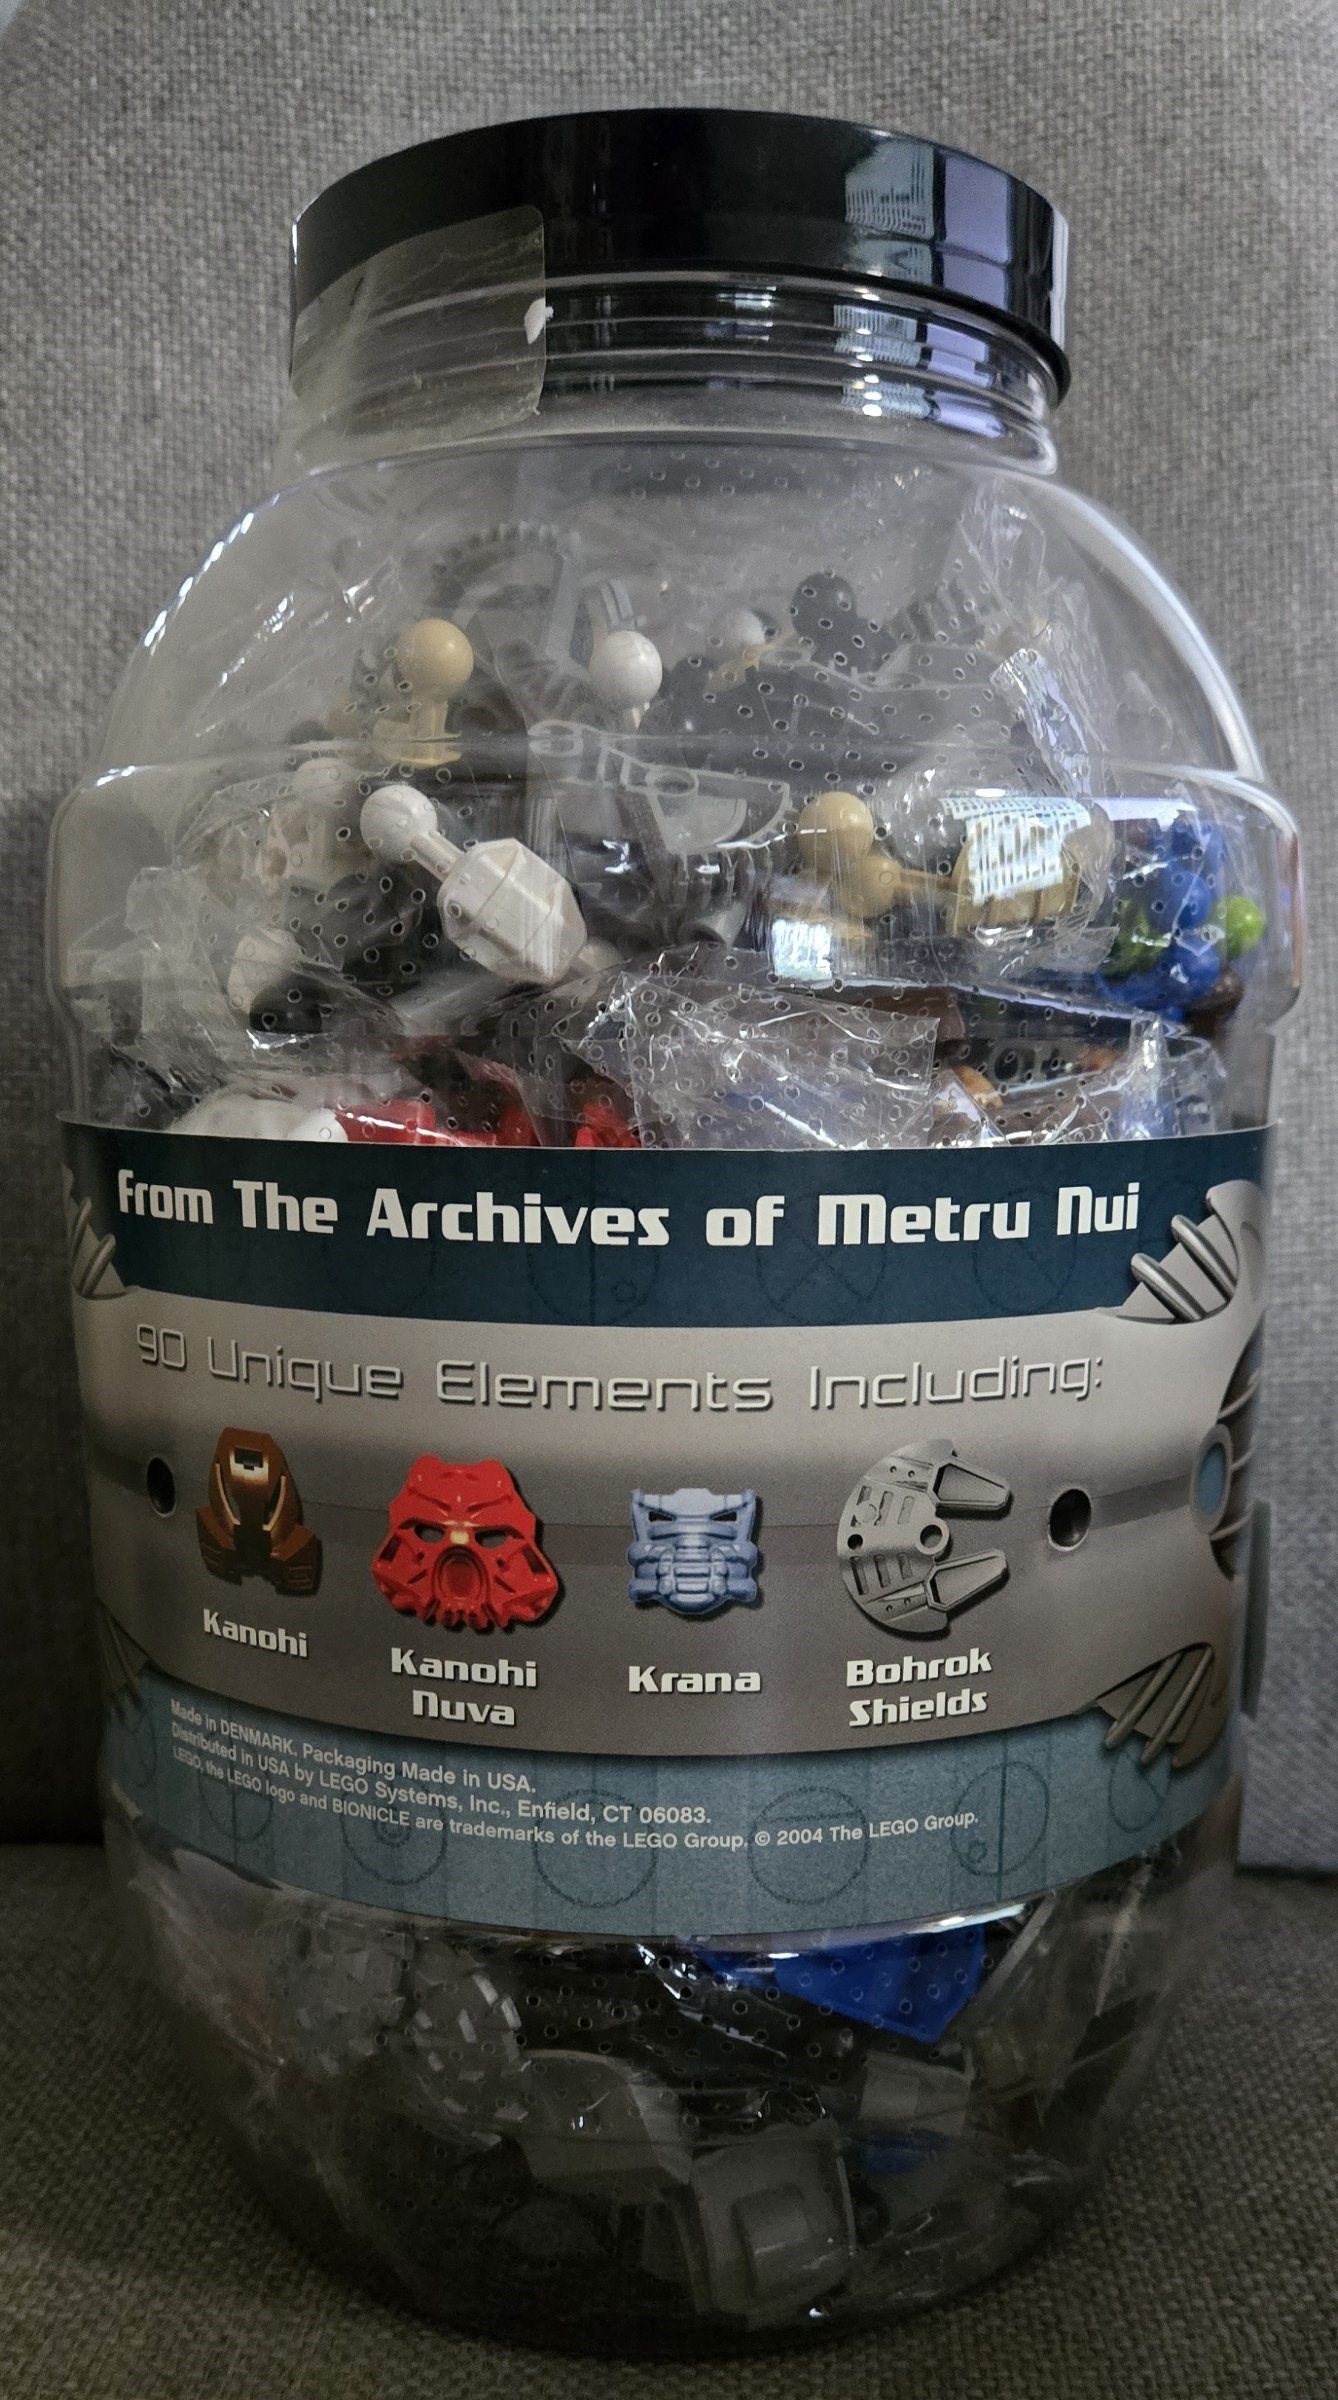 From The Archives of Metru Nui
90 Unique Elements Including:
Kanohi
Kanohi
Nuva
Krana
Bohrok
Shields
Made in DENMARK. Packaging Made in USA.
Distributed in USA by LEGO Systems, Inc., Enfield, CT 06083.
LEGO, the LEGO logo and BIONICLE are trademarks of the LEGO Group. © 2004 The LEGO Group.